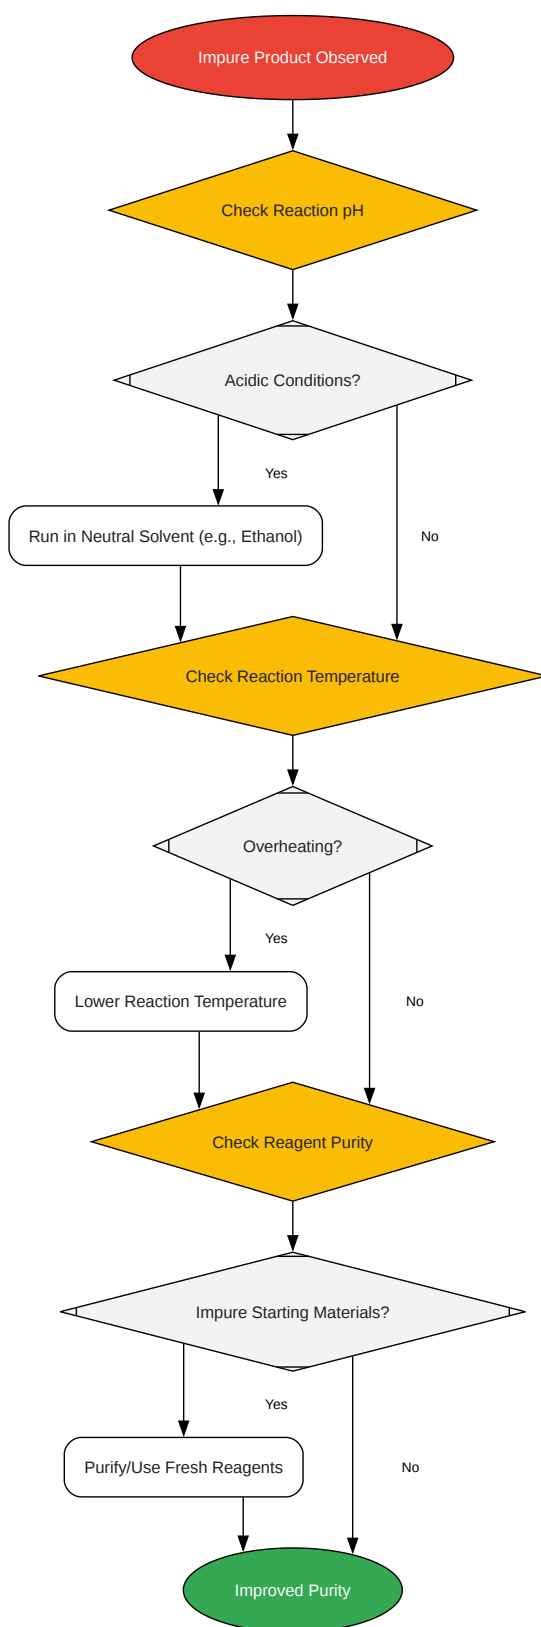 Impure Product Observed
Check Reaction pH
Acidic Conditions?
Yes
Run in Neutral Solvent (e.g., Ethanol)
No
Check Reaction Temperature
Overheating?
Yes
Lower Reaction Temperature
No
Check Reagent Purity
Impure Starting Materials?
Yes
Purify/Use Fresh Reagents
No
Improved Purity